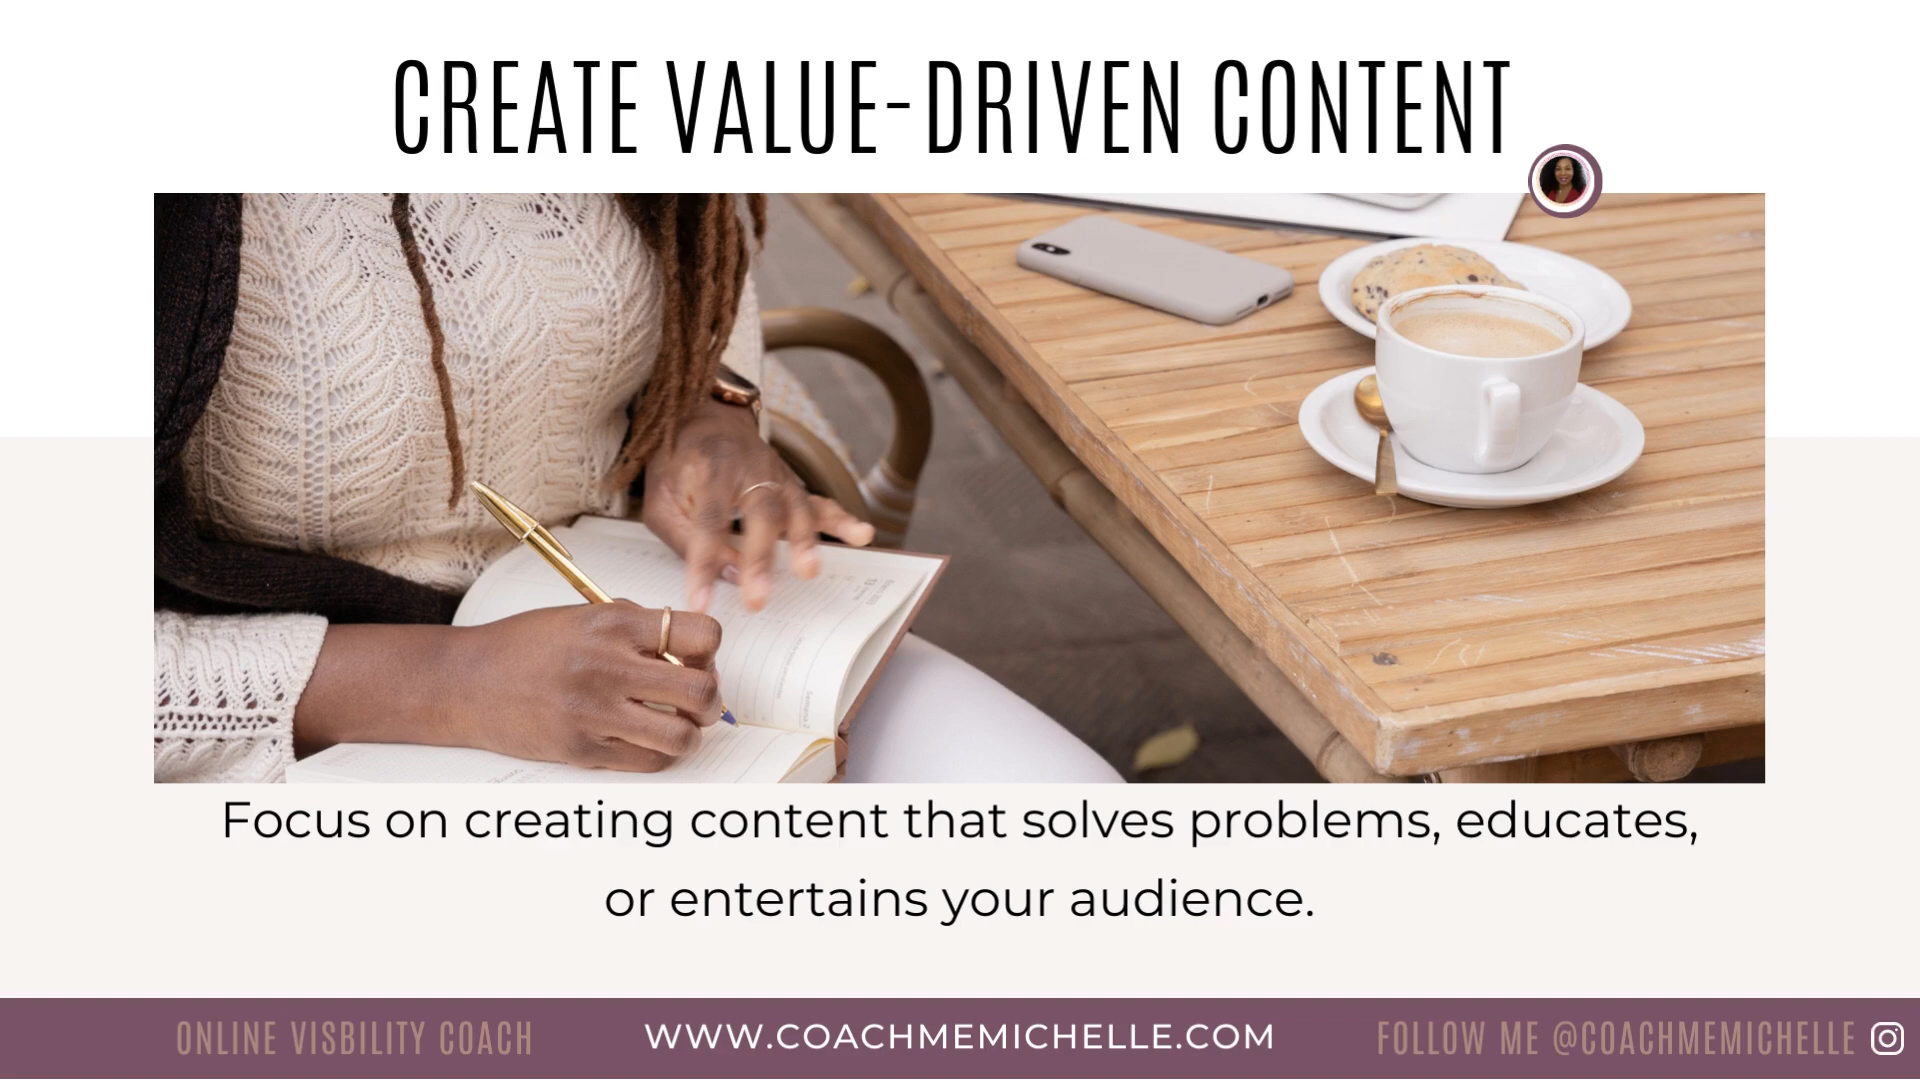 CREATE VALUE-DRIVEN CONTENT
Focus on creating content that solves problems, educates,
or entertains your audience.
ONLINE VISBILITY COACH
WWW.COACHMEMICHELLE.COM
FOLLOW ME @COACHMEMICHELLE